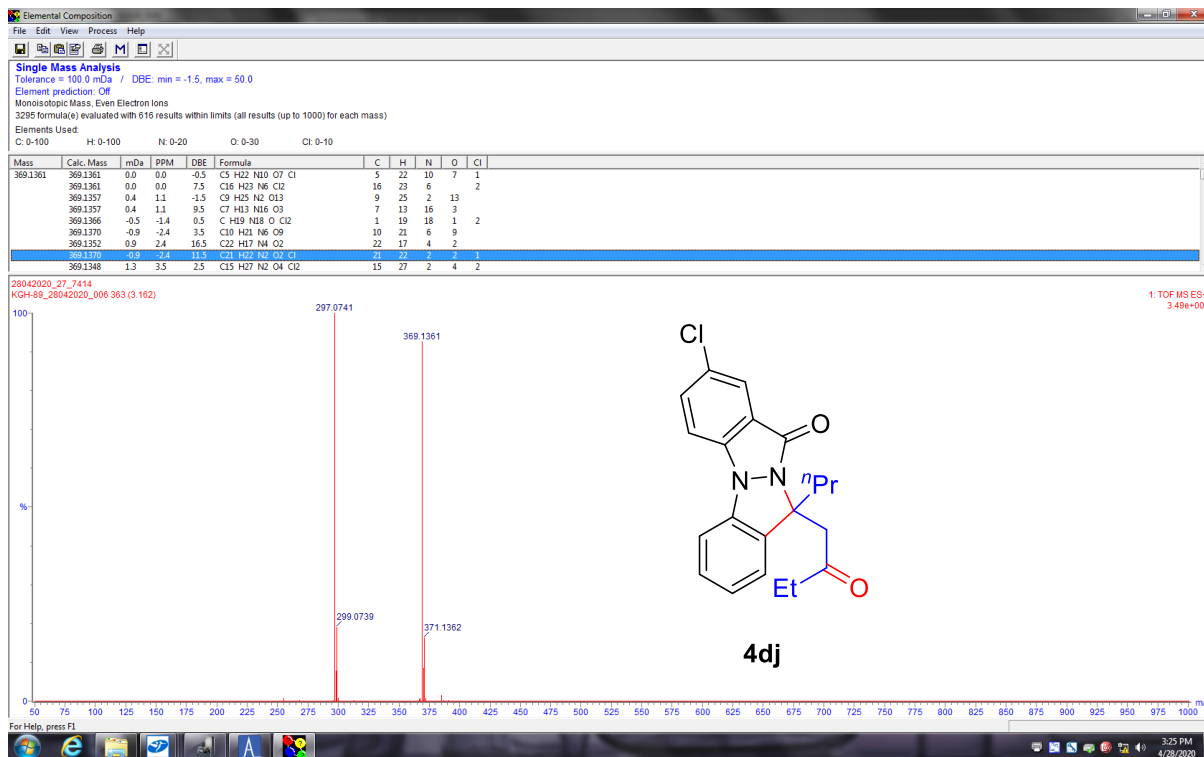 Elemental Composition
File Edit View Process Help
Single Mass Analysis
Tolerance = 100.0 mDa / DBE: min = -1.5, max = 50.0
Element prediction: Off
Monoisotopic Mass, Even Electron Ions
3295 formula(e) evaluated with 616 results within limits (all results (up to 1000) for each mass)
Elements Used:
C: 0-100 H: 0-100 N: 0-20 O: 0-30 Cl: 0-10
Mass Calc. Mass mDa PPM DBE Formula C H N O Cl
369.1361 369.1361 0.0 0.0 -0.5 C5 H22 N10 O7 Cl 5 22 10 7 1
369.1361 0.0 0.0 7.5 C16 H23 N6 Cl2 16 23 6 2
369.1357 0.4 1.1 -1.5 C9 H25 N2 O13 9 25 2 13
369.1357 0.4 1.1 9.5 C7 H13 N16 O3 7 13 16 3
369.1366 -0.5 -1.4 0.5 C H19 N18 O Cl2 1 19 18 1 2
369.1370 -0.9 -2.4 3.5 C10 H21 N6 O9 10 21 6 9
369.1352 0.9 2.4 16.5 C22 H17 N4 O2 22 17 4 2
369.1370 -0.9 -2.4 11.5 C21 H22 N2 O2 Cl 21 22 2 2 1
369.1348 1.3 3.5 2.5 C15 H27 N2 O4 Cl2 15 27 2 4 2
28042020_27_7414
KGH-89_28042020_006 363 (3.162)
1: TOF MS ES+
3.49e+00
100
297.0741
369.1361
%
299.0739
371.1362
0
Cl
O
N N nPr
Et O
4dj
50 75 100 125 150 175 200 225 250 275 300 325 350 375 400 425 450 475 500 525 550 575 600 625 650 675 700 725 750 775 800 825 850 875 900 925 950 975 1000
For Help, press F1
3:25 PM
4/28/2020